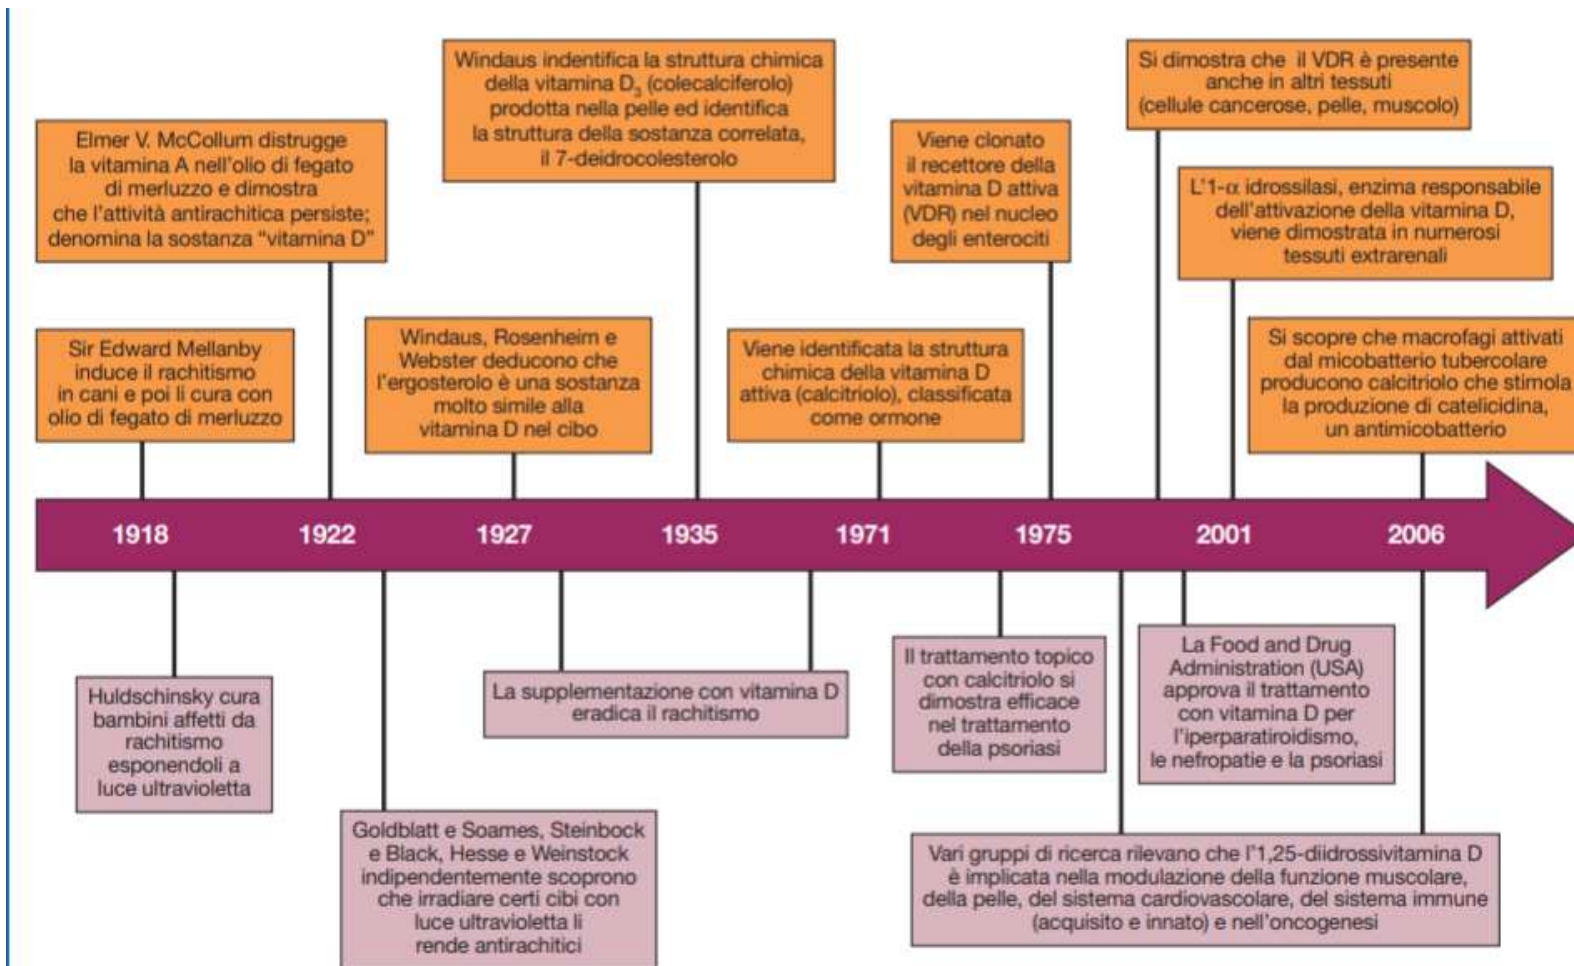 Windaus indentifica la struttura chimica
della vitamina D₃ (colecalciferolo)
prodotta nella pelle ed identifica
la struttura della sostanza correlata,
il 7-deidrocolesterolo
Si dimostra che il VDR è presente
anche in altri tessuti
(cellule cancerose, pelle, muscolo)
Elmer V. McCollum distrugge
la vitamina A nell'olio di fegato
di merluzzo e dimostra
che l'attività antirachitica persiste;
denomina la sostanza "vitamina D"
Viene clonato
il recettore della
vitamina D attiva
(VDR) nel nucleo
degli enterociti
L'1-α idrossilasi, enzima responsabile
dell'attivazione della vitamina D,
viene dimostrata in numerosi
tessuti extrarenali
Sir Edward Mellanby
induce il rachitismo
in cani e poi li cura con
olio di fegato di merluzzo
Windaus, Rosenheim e
Webster deducono che
l'ergosterolo è una sostanza
molto simile alla
vitamina D nel cibo
Viene identificata la struttura
chimica della vitamina D
attiva (calcitriolo), classificata
come ormone
Si scopre che macrofagi attivati
dal micobatterio tubercolare
producono calcitriolo che stimola
la produzione di catelicidina,
un antimicobatterio
1918 1922 1927 1935 1971 1975 2001 2006
Huldschinsky cura
bambini affetti da
rachitismo
esponendoli a
luce ultravioletta
La supplementazione con vitamina D
eradica il rachitismo
Il trattamento topico
con calcitriolo si
dimostra efficace
nel trattamento
della psoriasi
La Food and Drug
Administration (USA)
approva il trattamento
con vitamina D per
l'iperparatiroidismo,
le nefropatie e la psoriasi
Goldblatt e Soames, Steinbock
e Black, Hesse e Weinstock
indipendentemente scoprono
che irradiare certi cibi con
luce ultravioletta li
rende antirachitici
Vari gruppi di ricerca rilevano che l'1,25-diidrossivitamina D
è implicata nella modulazione della funzione muscolare,
della pelle, del sistema cardiovascolare, del sistema immune
(acquisito e innato) e nell'oncogenesi